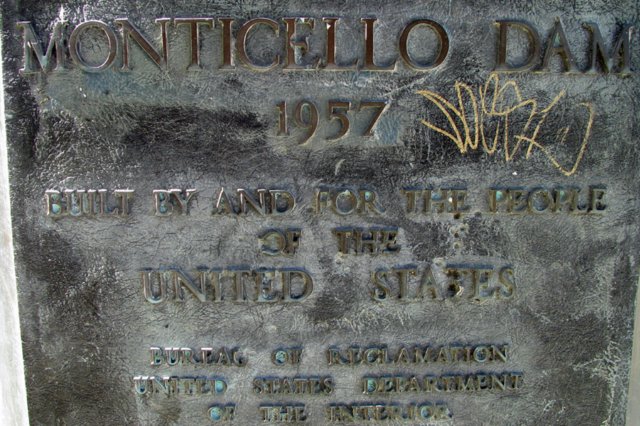 MONTICELLO DAM
1957
BUILT BY AND FOR THE PEOPLE
OF THE
UNITED STATES
BUREAU OF RECLAMATION
UNITED STATES DEPARTMENT
OF THE INTERIOR